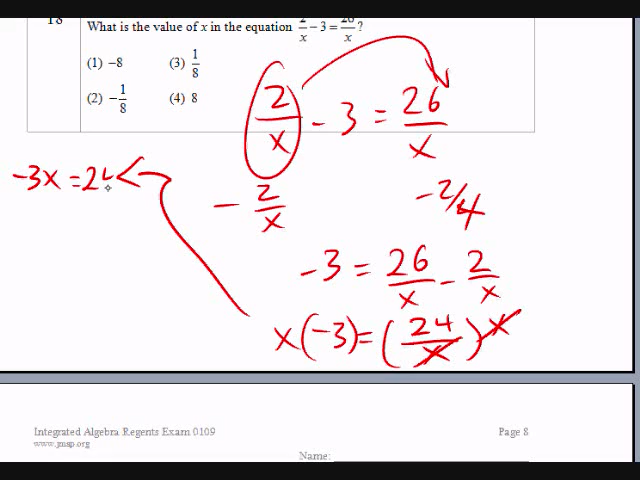 18 What is the value of x in the equation 2/x − 3 = 26/x?
(1) −8 (3) 1/8
(2) −1/8 (4) 8
2/x - 3 = 26/x
-3x = 24
- 2/x -2/4
-3 = 26/x - 2/x
x(-3) = (24/x)x
Integrated Algebra Regents Exam 0109 Page 8
www.jmap.org
Name: